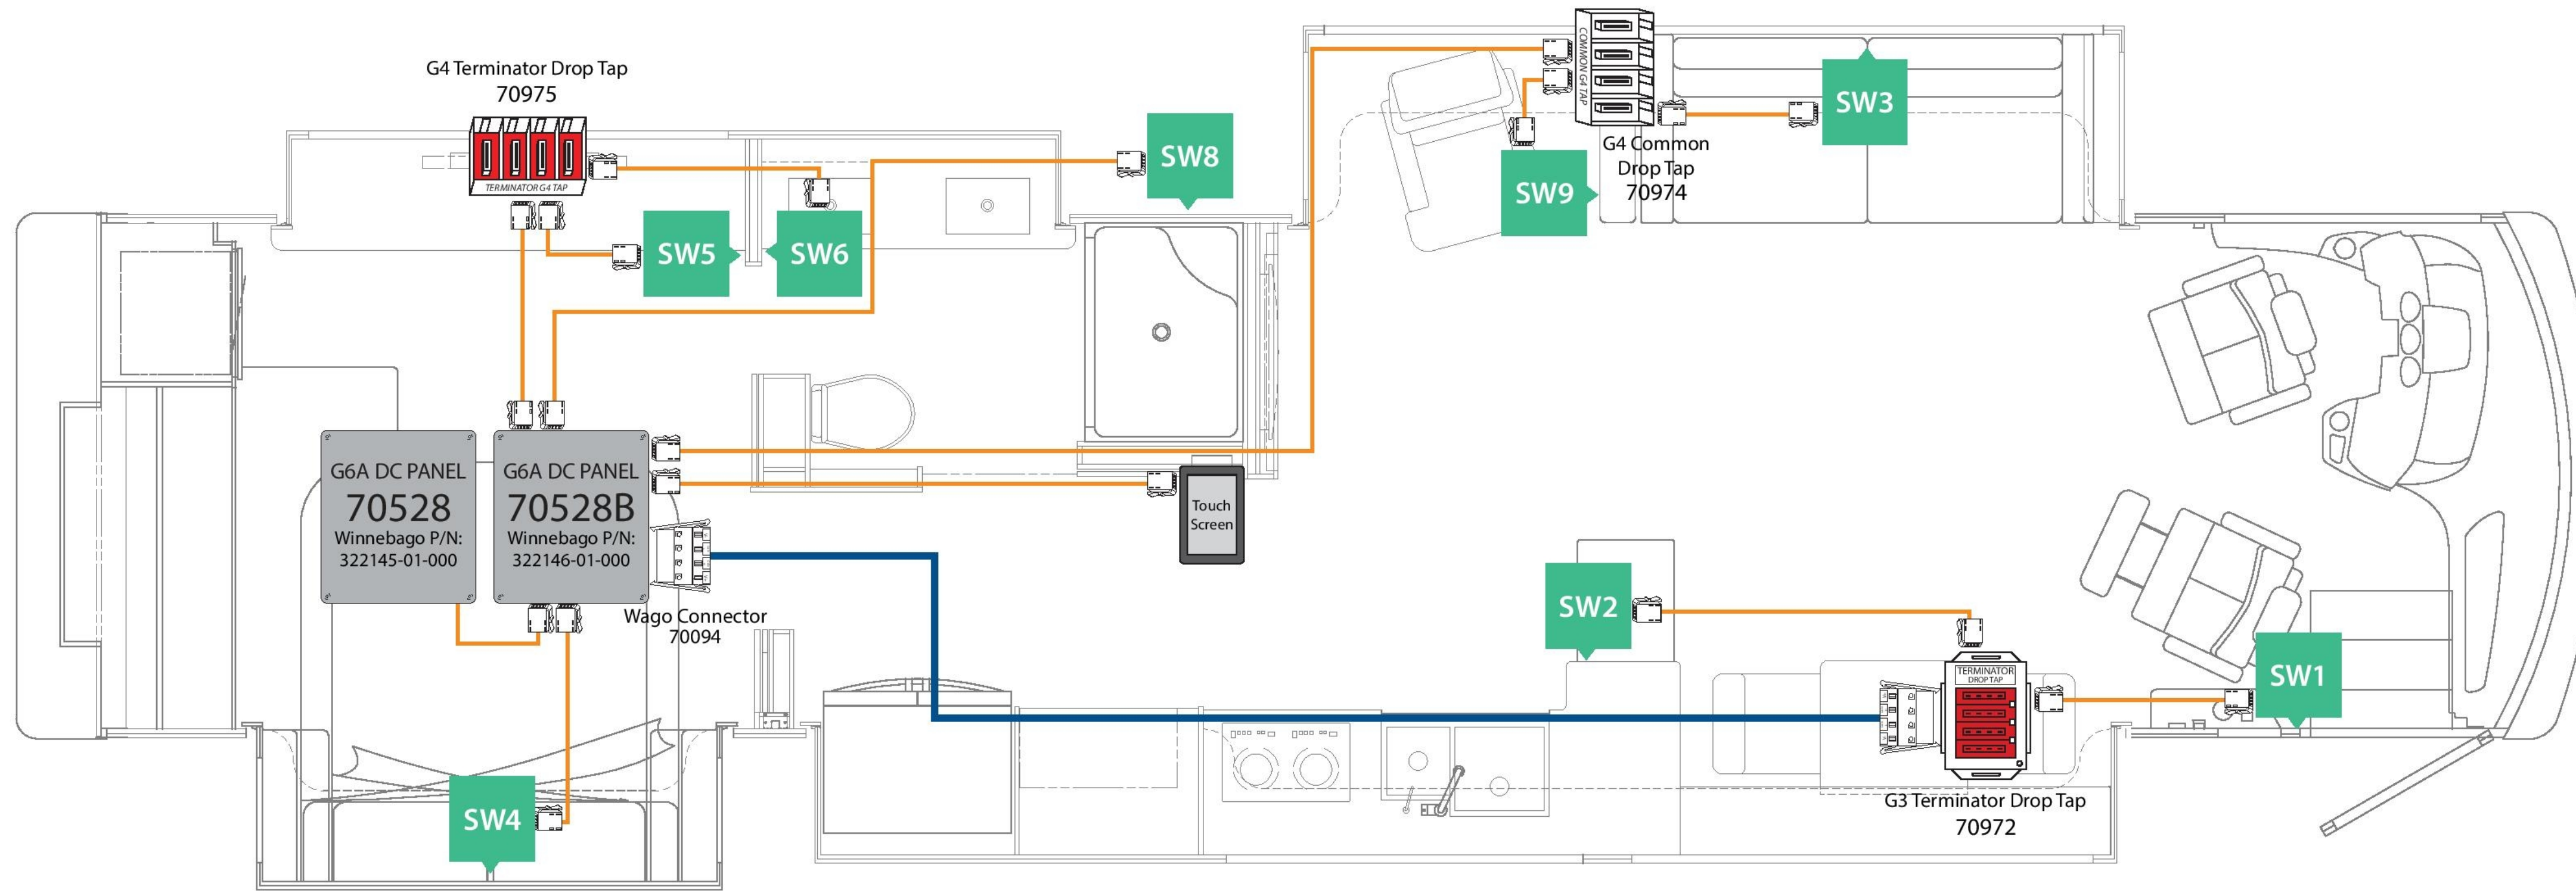 G4 Terminator Drop Tap
70975
TERMINATOR G4 TAP
COMMON G4 TAP
G4 Common
Drop Tap
70974
SW3
SW8
SW9
SW5
SW6
G6A DC PANEL
70528
Winnebago P/N:
322145-01-000
G6A DC PANEL
70528B
Winnebago P/N:
322146-01-000
Touch
Screen
Wago Connector
70094
SW2
TERMINATOR
DROP TAP
SW1
G3 Terminator Drop Tap
70972
SW4